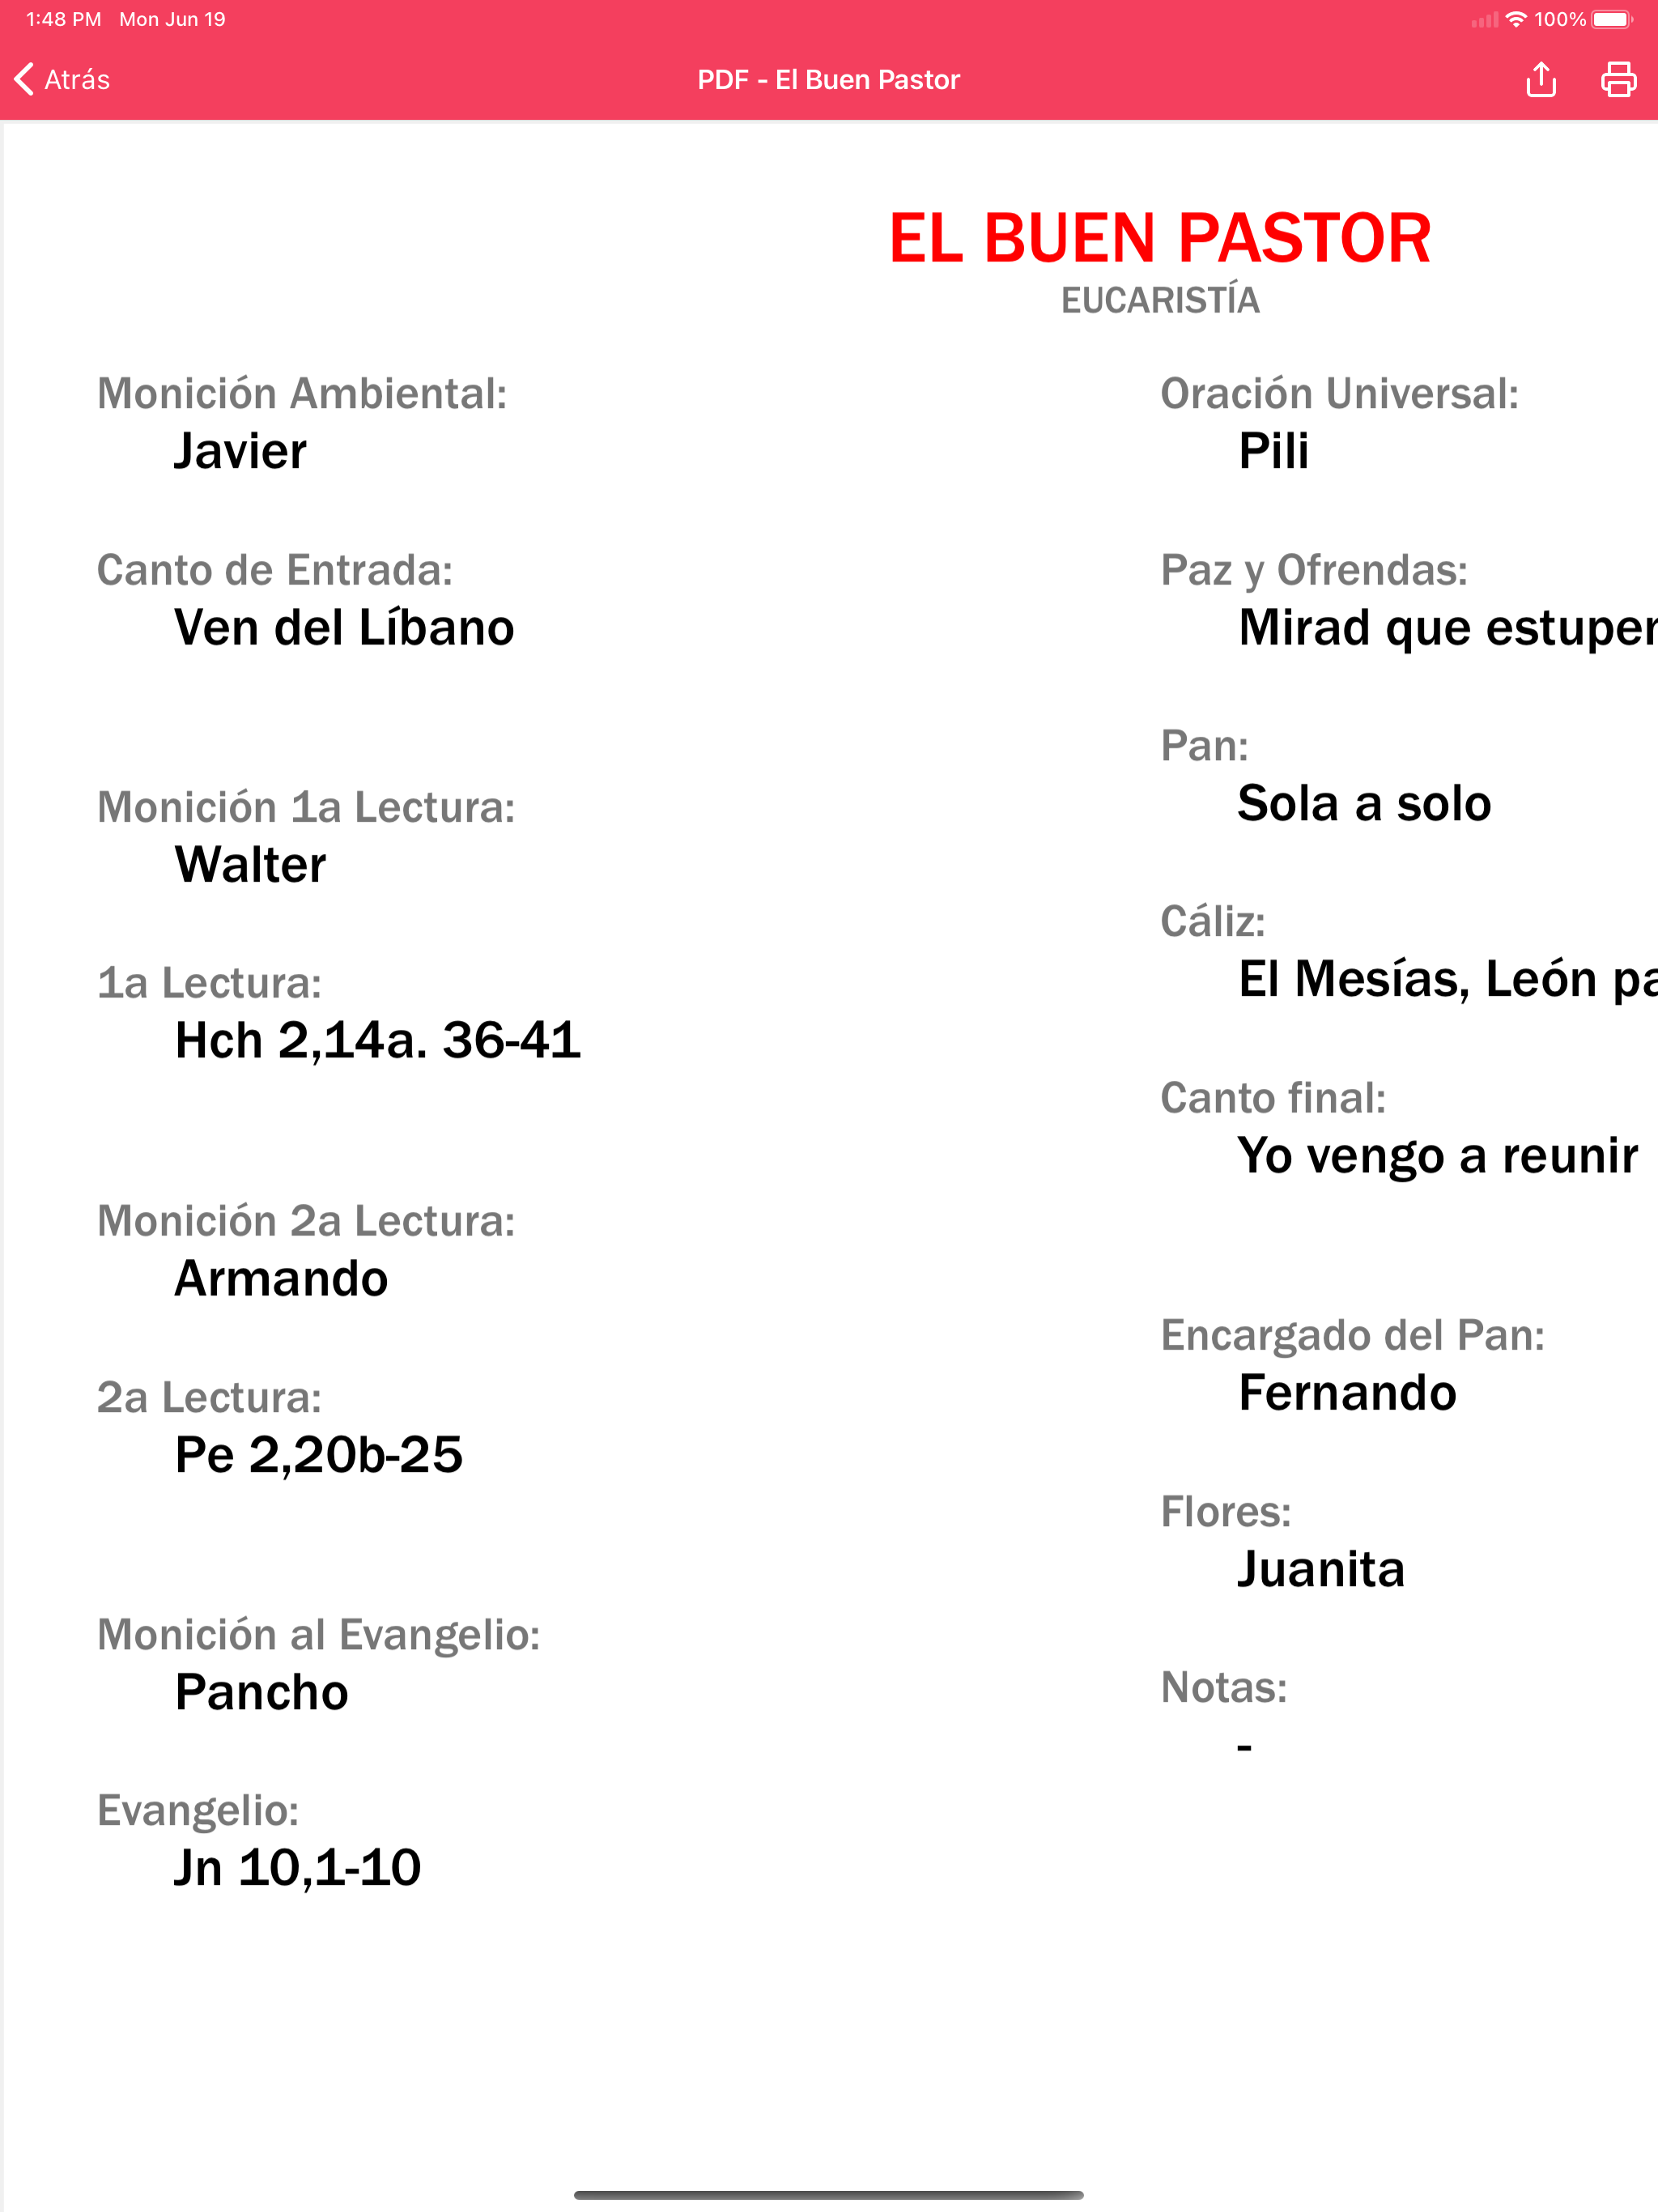 1:48 PM Mon Jun 19
100%
Atrás
PDF - El Buen Pastor
EL BUEN PASTOR
EUCARISTÍA
Monición Ambiental:
Javier
Canto de Entrada:
Ven del Líbano
Monición 1a Lectura:
Walter
1a Lectura:
Hch 2,14a. 36-41
Monición 2a Lectura:
Armando
2a Lectura:
Pe 2,20b-25
Monición al Evangelio:
Pancho
Evangelio:
Jn 10,1-10
Oración Universal:
Pili
Paz y Ofrendas:
Mirad que
Pan:
Sola a solo
Cáliz:
El Mesías, León
Canto final:
Yo vengo a reunir
Encargado del Pan:
Fernando
Flores:
Juanita
Notas:
-